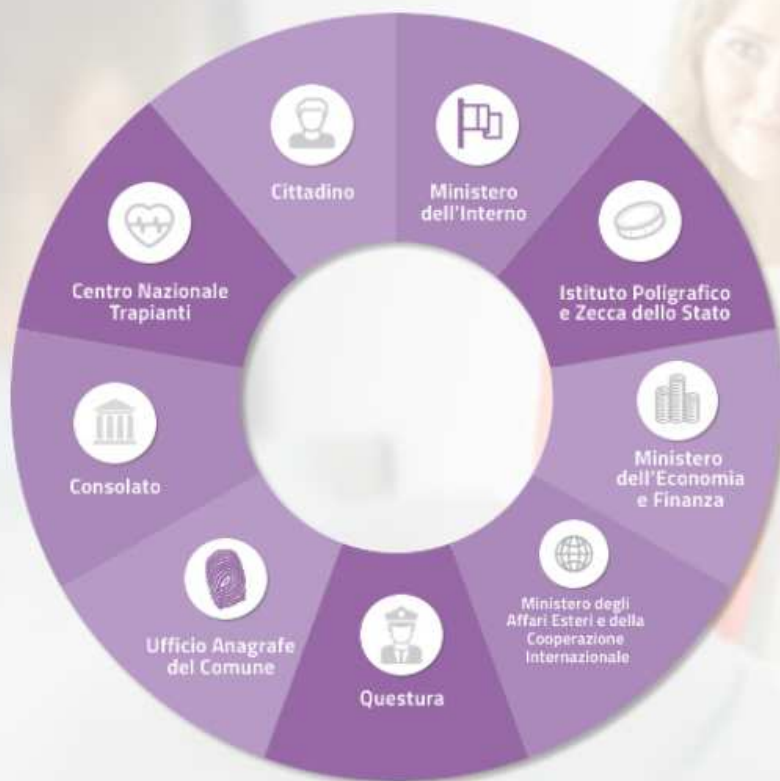 Cittadino
Ministero
dell'Interno
Istituto Poligrafico
e Zecca dello Stato
Ministero
dell'Economia
e Finanza
Ministero degli
Affari Esteri e della
Cooperazione
Internazionale
Questura
Ufficio Anagrafe
del Comune
Consolato
Centro Nazionale
Trapianti